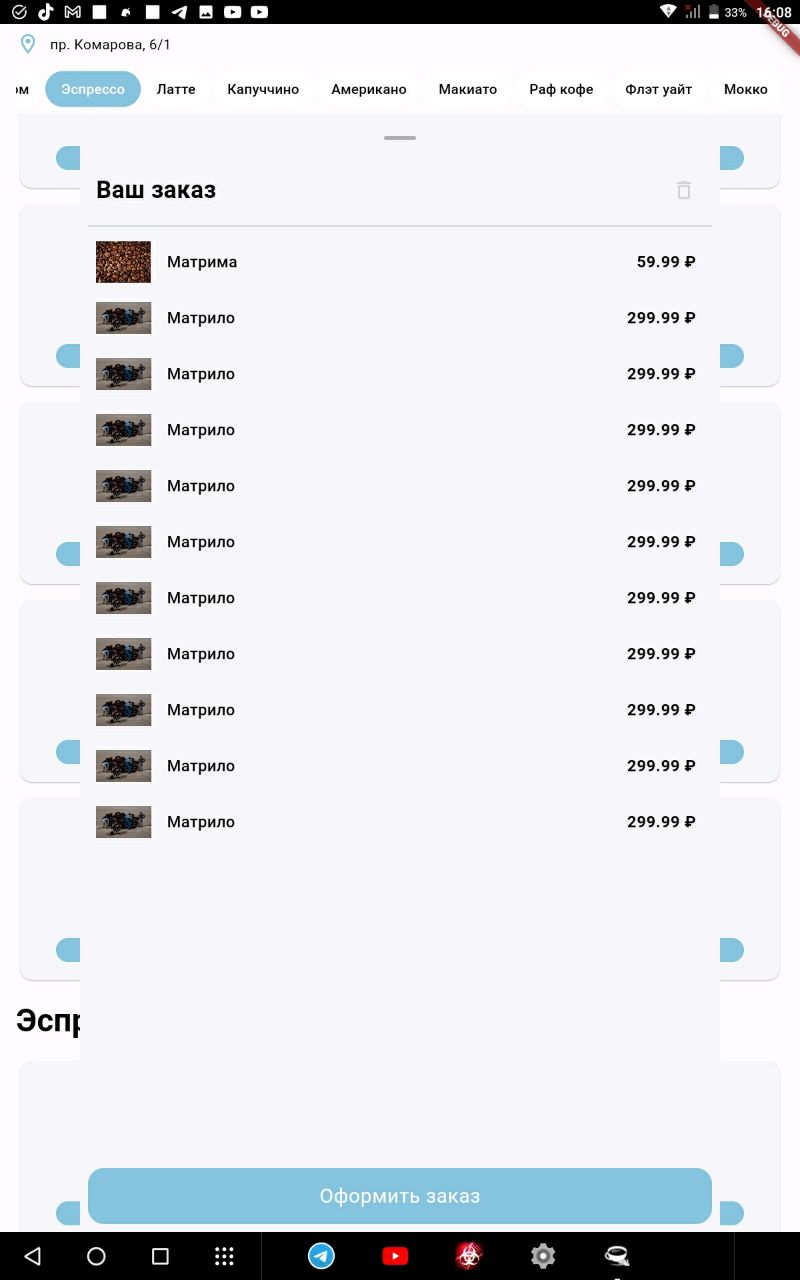 33% 16:08
DEBUG
пр. Комарова, 6/1
ом Эспрессо Латте Капуччино Американо Макиато Раф кофе Флэт уайт Мокко
Ваш заказ
Матрима 59.99 ₽
Матрило 299.99 ₽
Матрило 299.99 ₽
Матрило 299.99 ₽
Матрило 299.99 ₽
Матрило 299.99 ₽
Матрило 299.99 ₽
Матрило 299.99 ₽
Матрило 299.99 ₽
Матрило 299.99 ₽
Матрило 299.99 ₽
Эспр
Оформить заказ